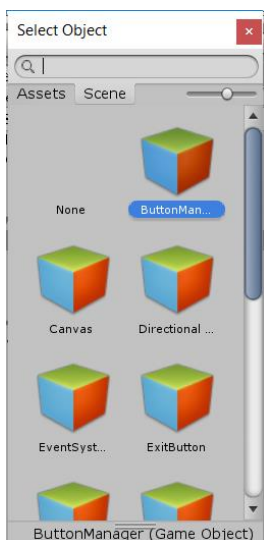 Select Object
Assets Scene
None ButtonMan...
Canvas Directional ...
EventSyst... ExitButton
ButtonManager (Game Object)